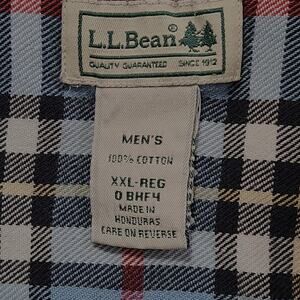 L.L.Bean®
QUALITY GUARANTEED SINCE 1912
MEN'S
100% COTTON
XXL-REG
0 BHF4
MADE IN
HONDURAS
CARE ON REVERSE